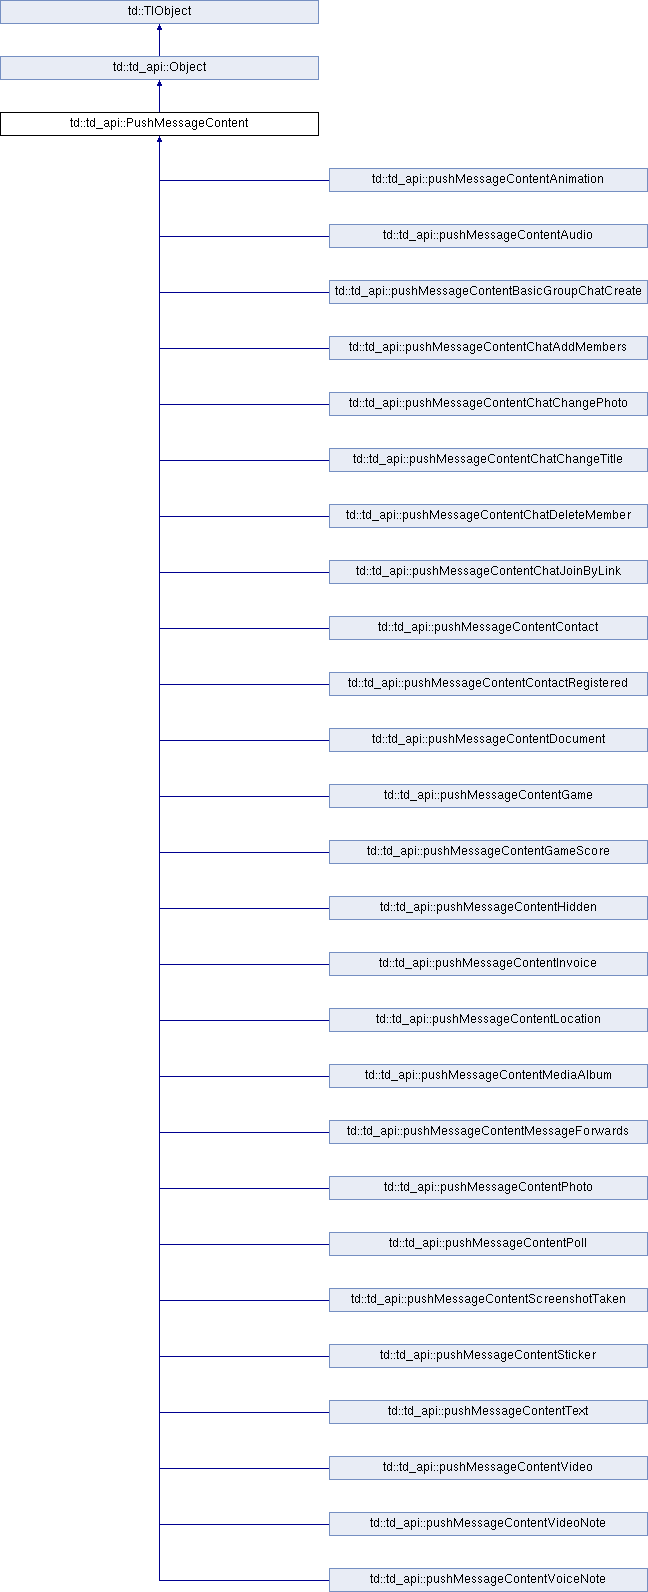 td::TlObject
td::td_api::Object
td::td_api::PushMessageContent
td::td_api::pushMessageContentAnimation
td::td_api::pushMessageContentAudio
td::td_api::pushMessageContentBasicGroupChatCreate
td::td_api::pushMessageContentChatAddMembers
td::td_api::pushMessageContentChatChangePhoto
td::td_api::pushMessageContentChatChangeTitle
td::td_api::pushMessageContentChatDeleteMember
td::td_api::pushMessageContentChatJoinByLink
td::td_api::pushMessageContentContact
td::td_api::pushMessageContentContactRegistered
td::td_api::pushMessageContentDocument
td::td_api::pushMessageContentGame
td::td_api::pushMessageContentGameScore
td::td_api::pushMessageContentHidden
td::td_api::pushMessageContentInvoice
td::td_api::pushMessageContentLocation
td::td_api::pushMessageContentMediaAlbum
td::td_api::pushMessageContentMessageForwards
td::td_api::pushMessageContentPhoto
td::td_api::pushMessageContentPoll
td::td_api::pushMessageContentScreenshotTaken
td::td_api::pushMessageContentSticker
td::td_api::pushMessageContentText
td::td_api::pushMessageContentVideo
td::td_api::pushMessageContentVideoNote
td::td_api::pushMessageContentVoiceNote